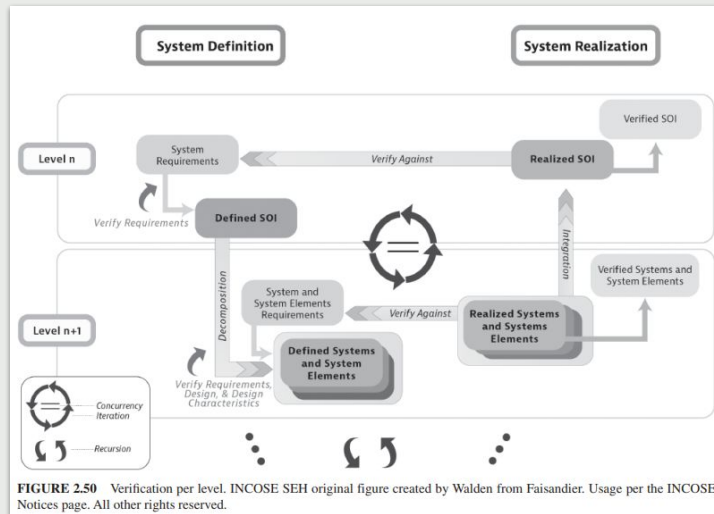 System Definition
System Realization
Verified SOI
Level n
System
Requirements
Verify Against
Realized SOI
Verify Requirements
Defined SOI
Decomposition
Integration
System and
System Elements
Requirements
Verified Systems and
System Elements
Level n+1
Verify Against
Realized Systems
and Systems
Elements
Defined Systems
and System
Elements
Verify Requirements,
Design, & Design
Characteristics
Concurrency
Iteration
Recursion
FIGURE 2.50 Verification per level. INCOSE SEH original figure created by Walden from Faisandier. Usage per the INCOSE
Notices page. All other rights reserved.